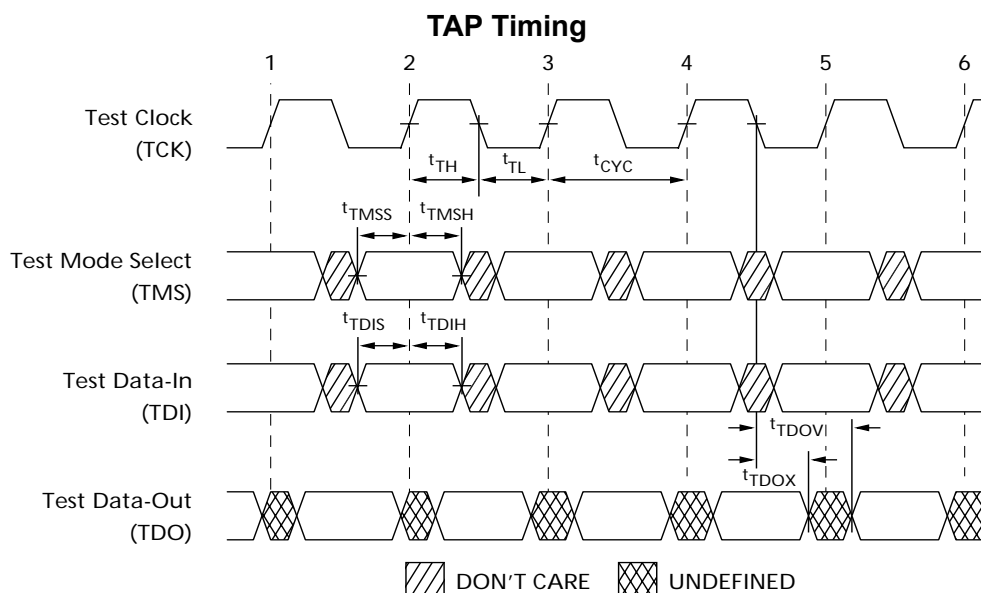 TAP Timing
1 2 3 4 5 6
Test Clock
(TCK)
tTH tTL tCYC
tTMSS tTMSH
Test Mode Select
(TMS)
tTDIS tTDIH
Test Data-In
(TDI)
tTDOV
tTDOX
Test Data-Out
(TDO)
DON'T CARE UNDEFINED